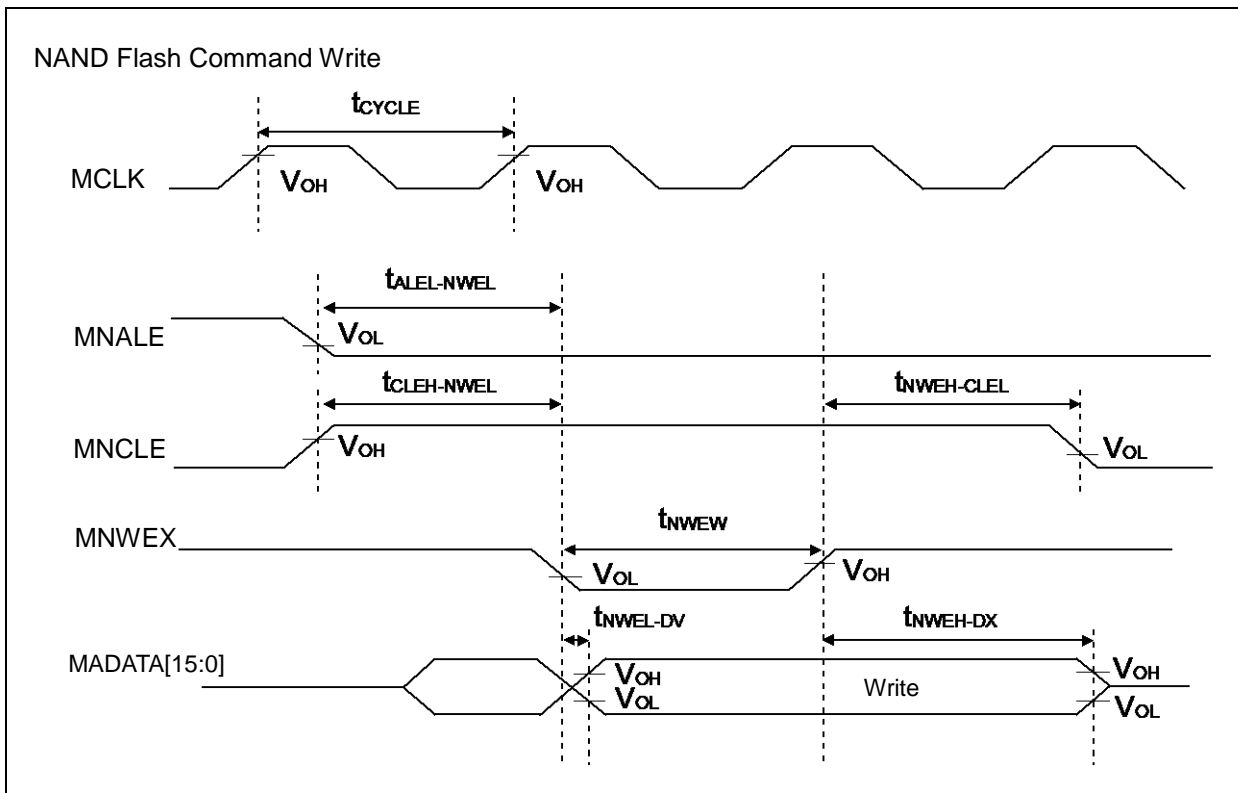 NAND Flash Command Write
tCYCLE
MCLK
VOH
VOH
tALEL-NWEL
MNALE
VOL
tCLEH-NWEL
tNWEH-CLEL
MNCLE
VOH
VOL
tNWEW
MNWEX
VOL
VOH
tNWEL-DV
tNWEH-DX
MADATA[15:0]
VOH
VOL
Write
VOH
VOL